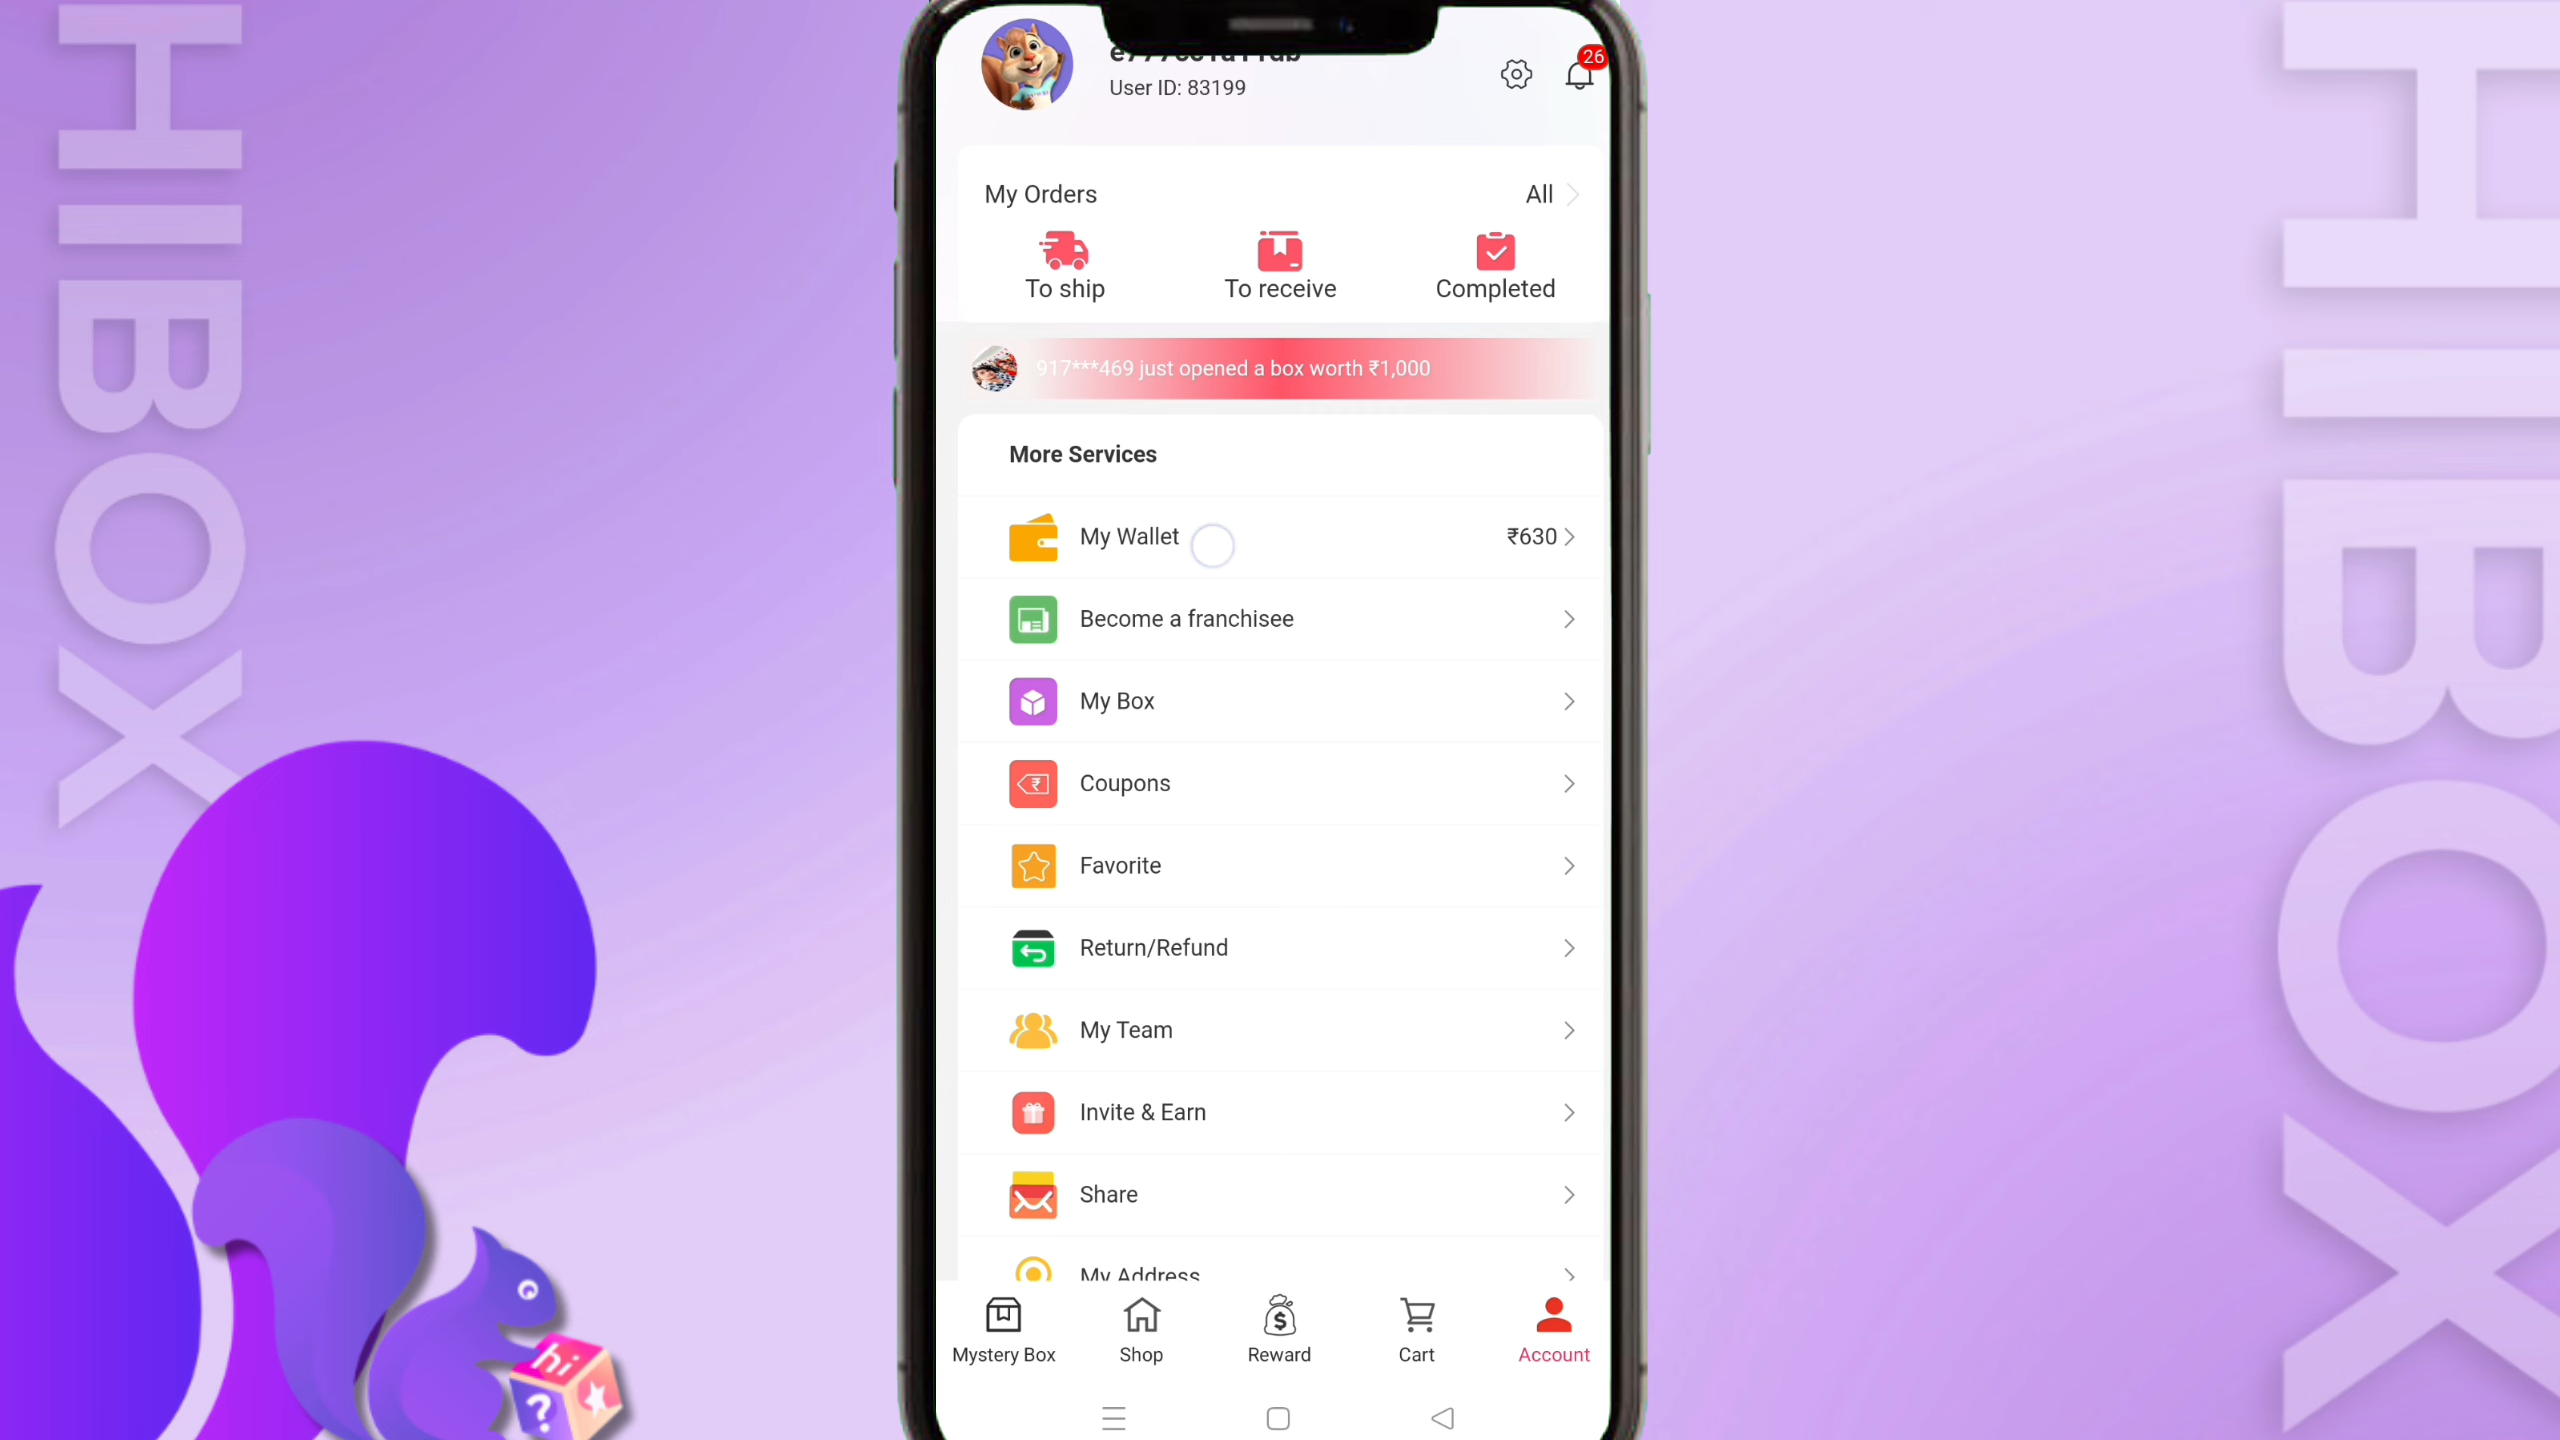 HIBOX
HIBOX
26
User ID: 83199
My Orders
All
To ship
To receive
Completed
917***469 just opened a box worth ₹1,000
More Services
My Wallet
₹630
Become a franchisee
My Box
Coupons
Favorite
Return/Refund
My Team
Invite & Earn
Share
My Address
Mystery Box
Shop
Reward
Cart
Account
hi
?